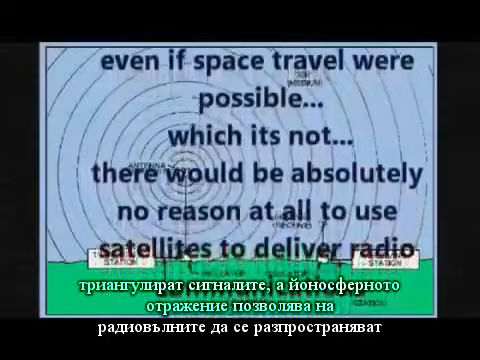 even if space travel were
possible...
which its not...
there would be absolutely
no reason at all to use
satellites to deliver radio
ANTENNA
STATION
STATION
триангулират сигналите, а йоносферното
отражение позволява на
радиовълните да се разпространяват